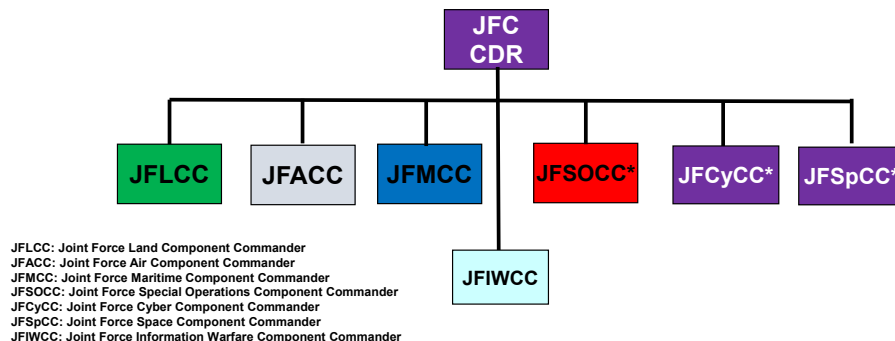 JFC
CDR
JFLCC
JFACC
JFMCC
JFSOCC*
JFCyCC*
JFSpCC*
JFIWCC
JFLCC: Joint Force Land Component Commander
JFACC: Joint Force Air Component Commander
JFMCC: Joint Force Maritime Component Commander
JFSOCC: Joint Force Special Operations Component Commander
JFCyCC: Joint Force Cyber Component Commander
JFSpCC: Joint Force Space Component Commander
JFIWCC: Joint Force Information Warfare Component Commander